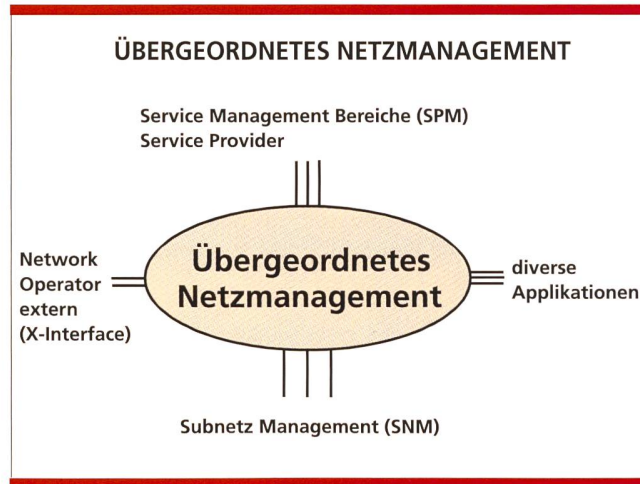 ÜBERGEORDNETES NETZMANAGEMENT
Service Management Bereiche (SPM)
Service Provider
Network
Operator
extern
(X-Interface)
Übergeordnetes
Netzmanagement
diverse
Applikationen
Subnetz Management (SNM)